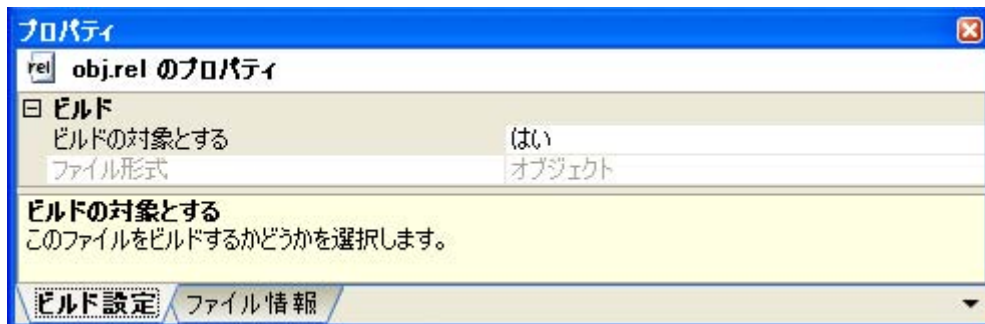 プロパティ
rel obj.rel のプロパティ
ビルド
ビルドの対象とする はい
ファイル形式 オブジェクト
ビルドの対象とする
このファイルをビルドするかどうかを選択します。
ビルド設定 ファイル情報